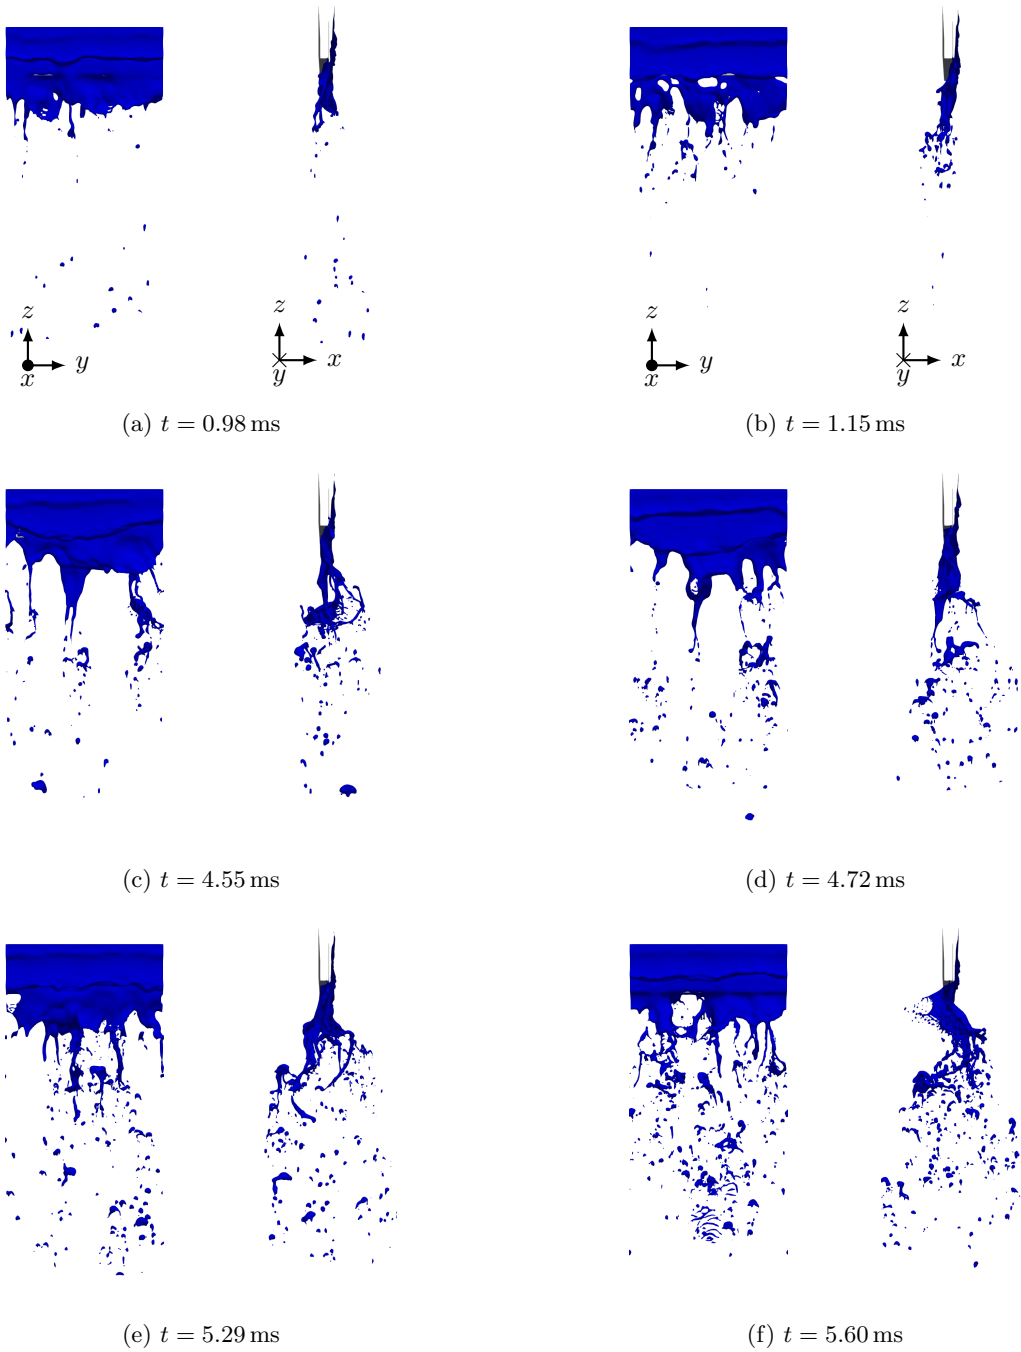 z
y
x
z
x
y
z
y
x
z
x
y
(a) t = 0.98 ms
(b) t = 1.15 ms
(c) t = 4.55 ms
(d) t = 4.72 ms
(e) t = 5.29 ms
(f) t = 5.60 ms